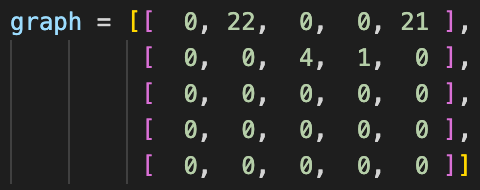 graph = [[  0, 22,  0,  0, 21 ],
         [  0,  0,  4,  1,  0 ],
         [  0,  0,  0,  0,  0 ],
         [  0,  0,  0,  0,  0 ],
         [  0,  0,  0,  0,  0 ]]